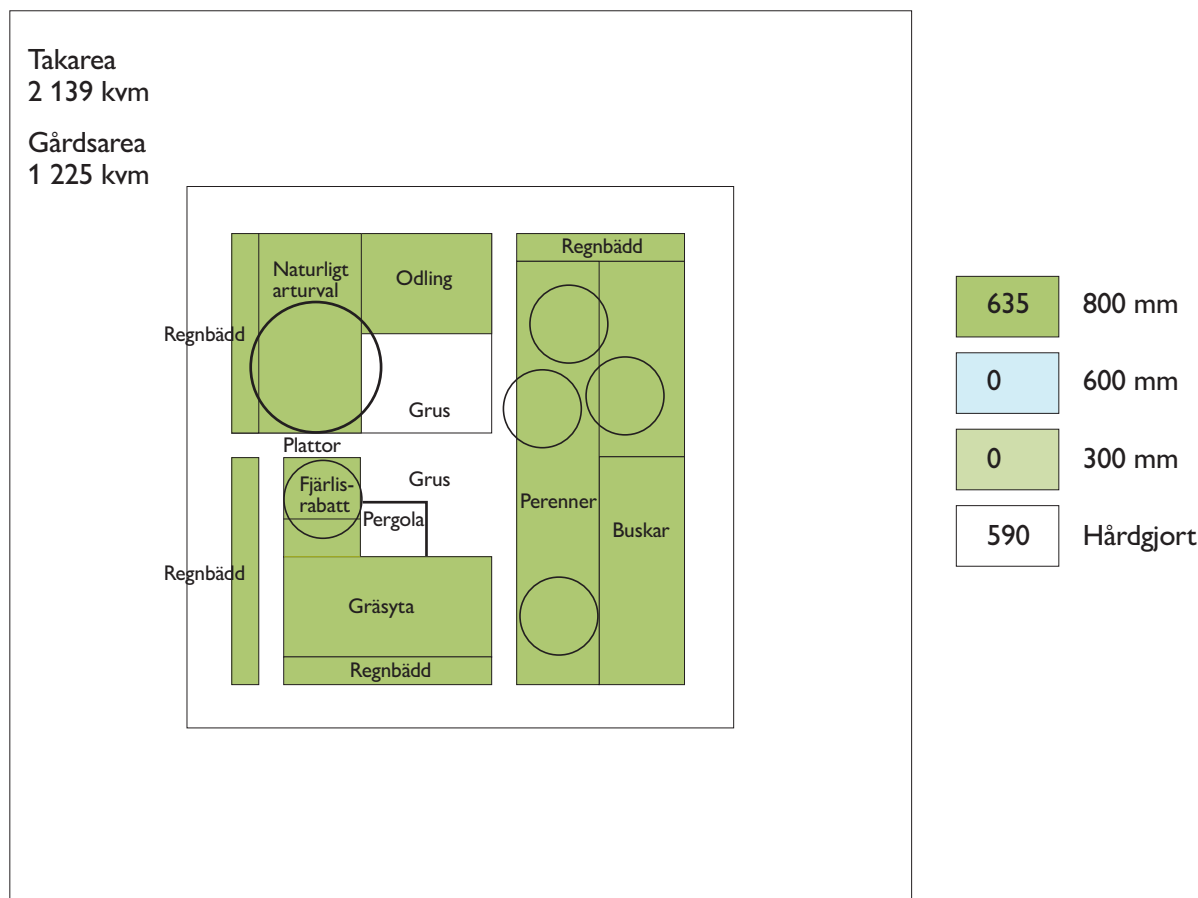 Takarea
2 139 kvm
Gårdsarea
1 225 kvm
Regnbädd
Naturligt
arturval
Odling
Regnbädd
Grus
Plattor
Fjärlis-
rabatt
Grus
Pergola
Perenner
Buskar
Regnbädd
Gräsyta
Regnbädd
635 800 mm
0 600 mm
0 300 mm
590 Hårdgjort